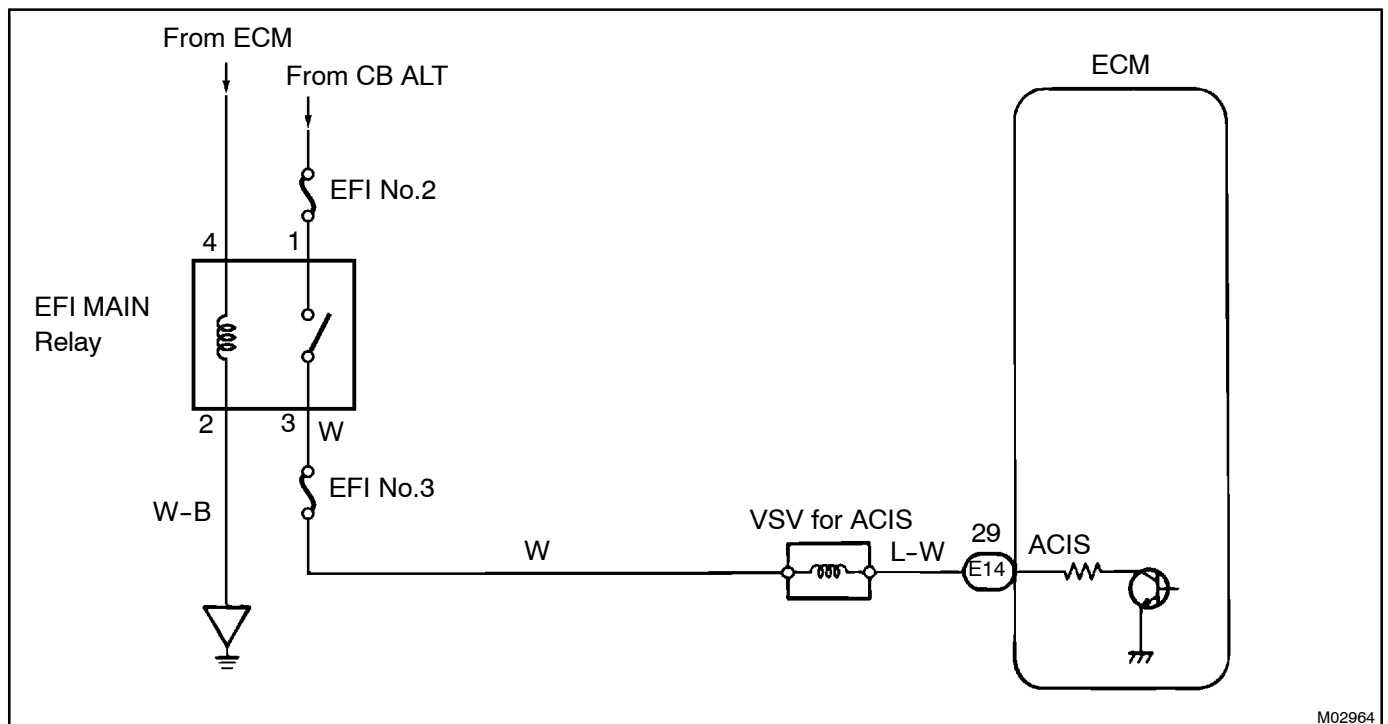 From ECM
From CB ALT
ECM
EFI No.2
4
1
EFI MAIN
Relay
2
3
W
EFI No.3
W-B
VSV for ACIS
W
L-W
29
E14
ACIS
M02964